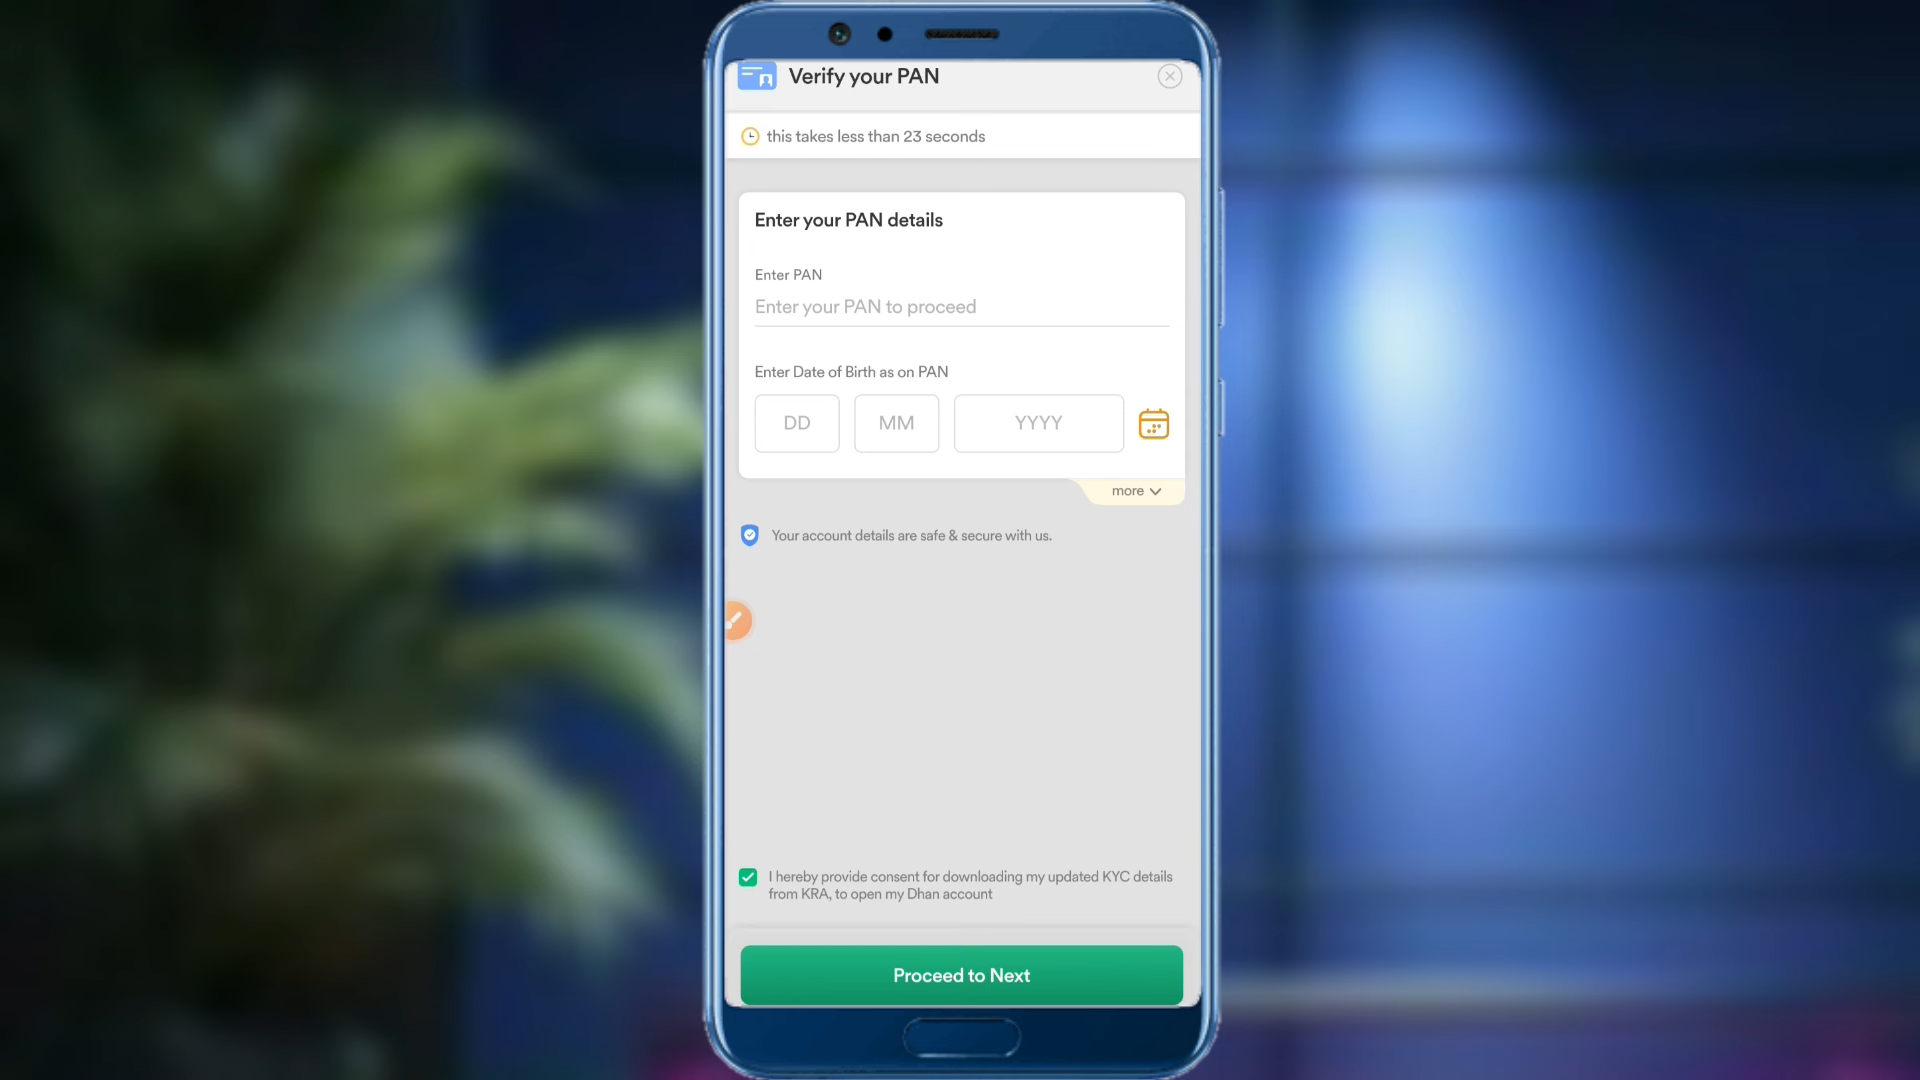 Verify your PAN
this takes less than 23 seconds
Enter your PAN details
Enter PAN
Enter your PAN to proceed
Enter Date of Birth as on PAN
DD MM YYYY
more
Your account details are safe & secure with us.
I hereby provide consent for downloading my updated KYC details
from KRA, to open my Dhan account
Proceed to Next